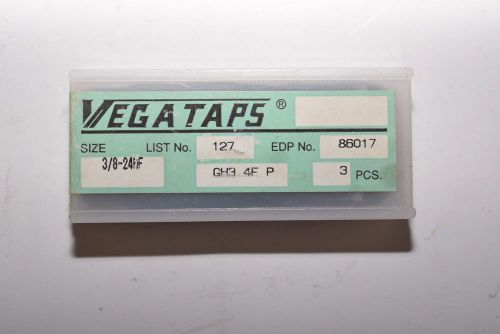 VEGATAPS®
SIZE LIST No. 127 EDP No. 86017
3/8-24NF GH3 4F P 3 PCS.